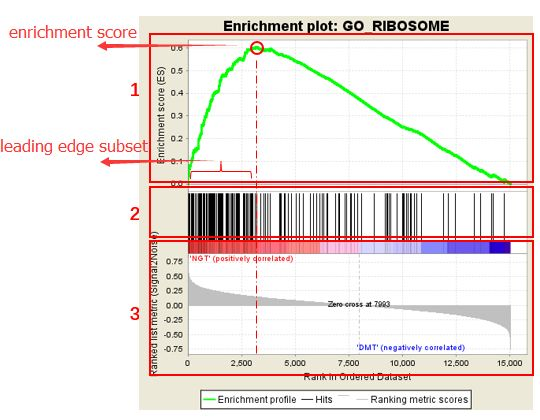 Enrichment plot: GO_RIBOSOME
enrichment score
leading edge subset
1
2
3
Enrichment score (ES)
0.6
0.5
0.4
0.3
0.2
0.1
0.0
Ranked list metric (Signal2Noise)
'NGT' (positively correlated)
0.75
0.50
0.25
0.00
-0.25
-0.50
-0.75
Zero cross at 7993
'DMT' (negatively correlated)
0 2,500 5,000 7,500 10,000 12,500 15,000
Rank in Ordered Dataset
Enrichment profile Hits Ranking metric scores